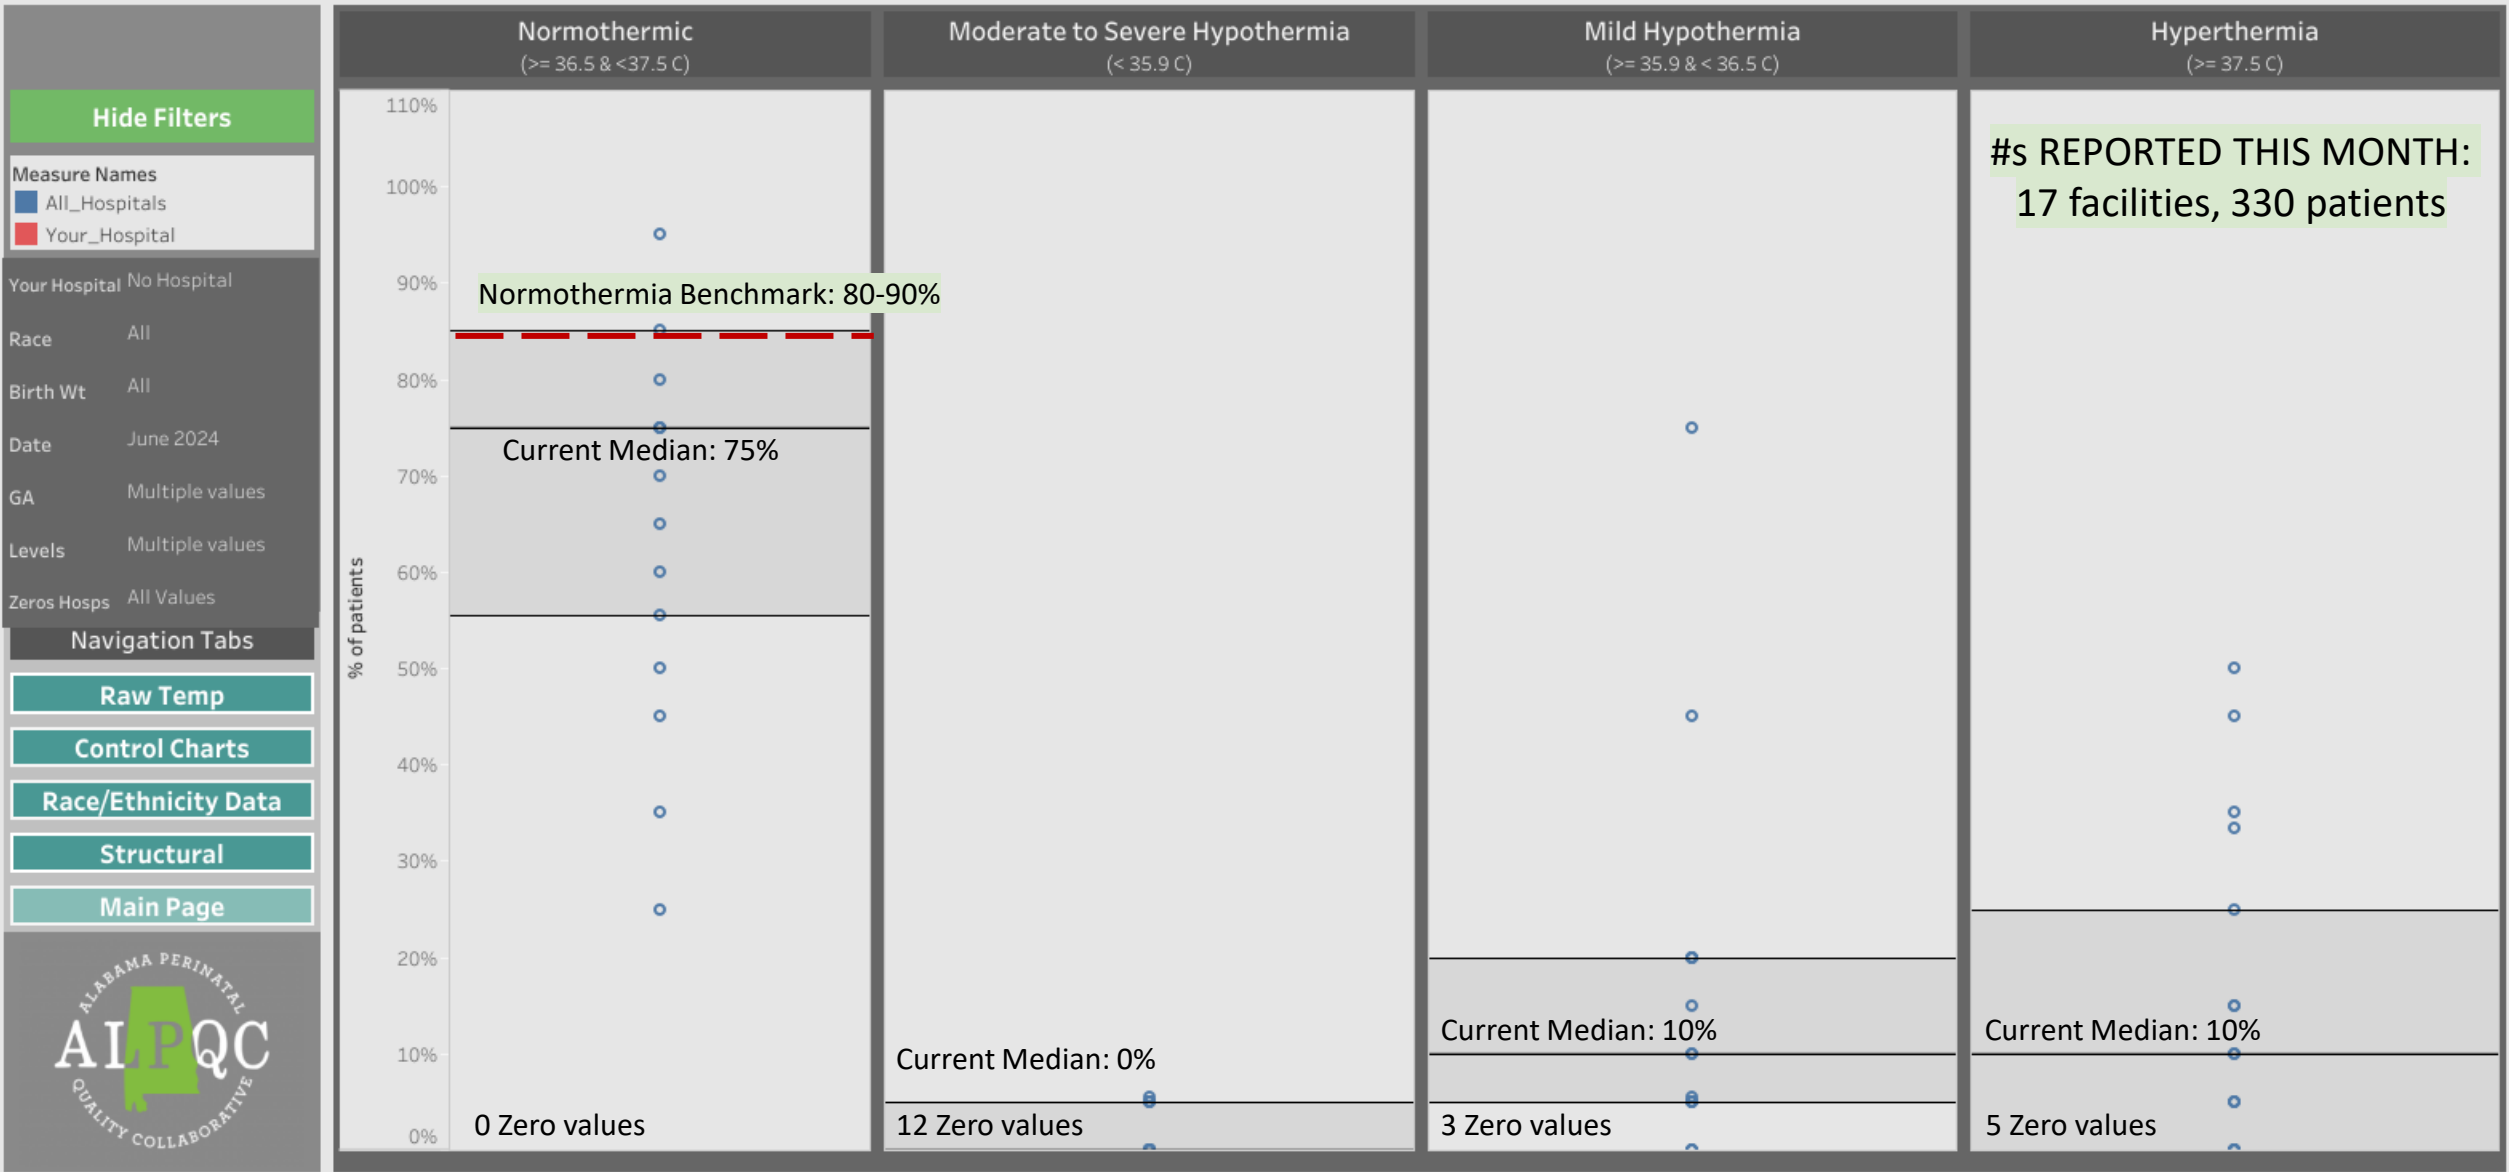 Hide Filters
Measure Names
All_Hospitals
Your_Hospital
Your Hospital No Hospital
Race All
Birth Wt All
Date June 2024
GA Multiple values
Levels Multiple values
Zeros Hosps All Values
Navigation Tabs
Raw Temp
Control Charts
Race/Ethnicity Data
Structural
Main Page
ALABAMA PERINATAL
ALPQC
QUALITY COLLABORATIVE
Normothermic
(>= 36.5 & <37.5 C)
% of patients
110%
100%
90%
80%
70%
60%
50%
40%
30%
20%
10%
0%
Normothermia Benchmark: 80-90%
Current Median: 75%
0 Zero values
Moderate to Severe Hypothermia
(< 35.9 C)
Current Median: 0%
12 Zero values
Mild Hypothermia
(>= 35.9 & < 36.5 C)
Current Median: 10%
3 Zero values
Hyperthermia
(>= 37.5 C)
#s REPORTED THIS MONTH:
17 facilities, 330 patients
Current Median: 10%
5 Zero values